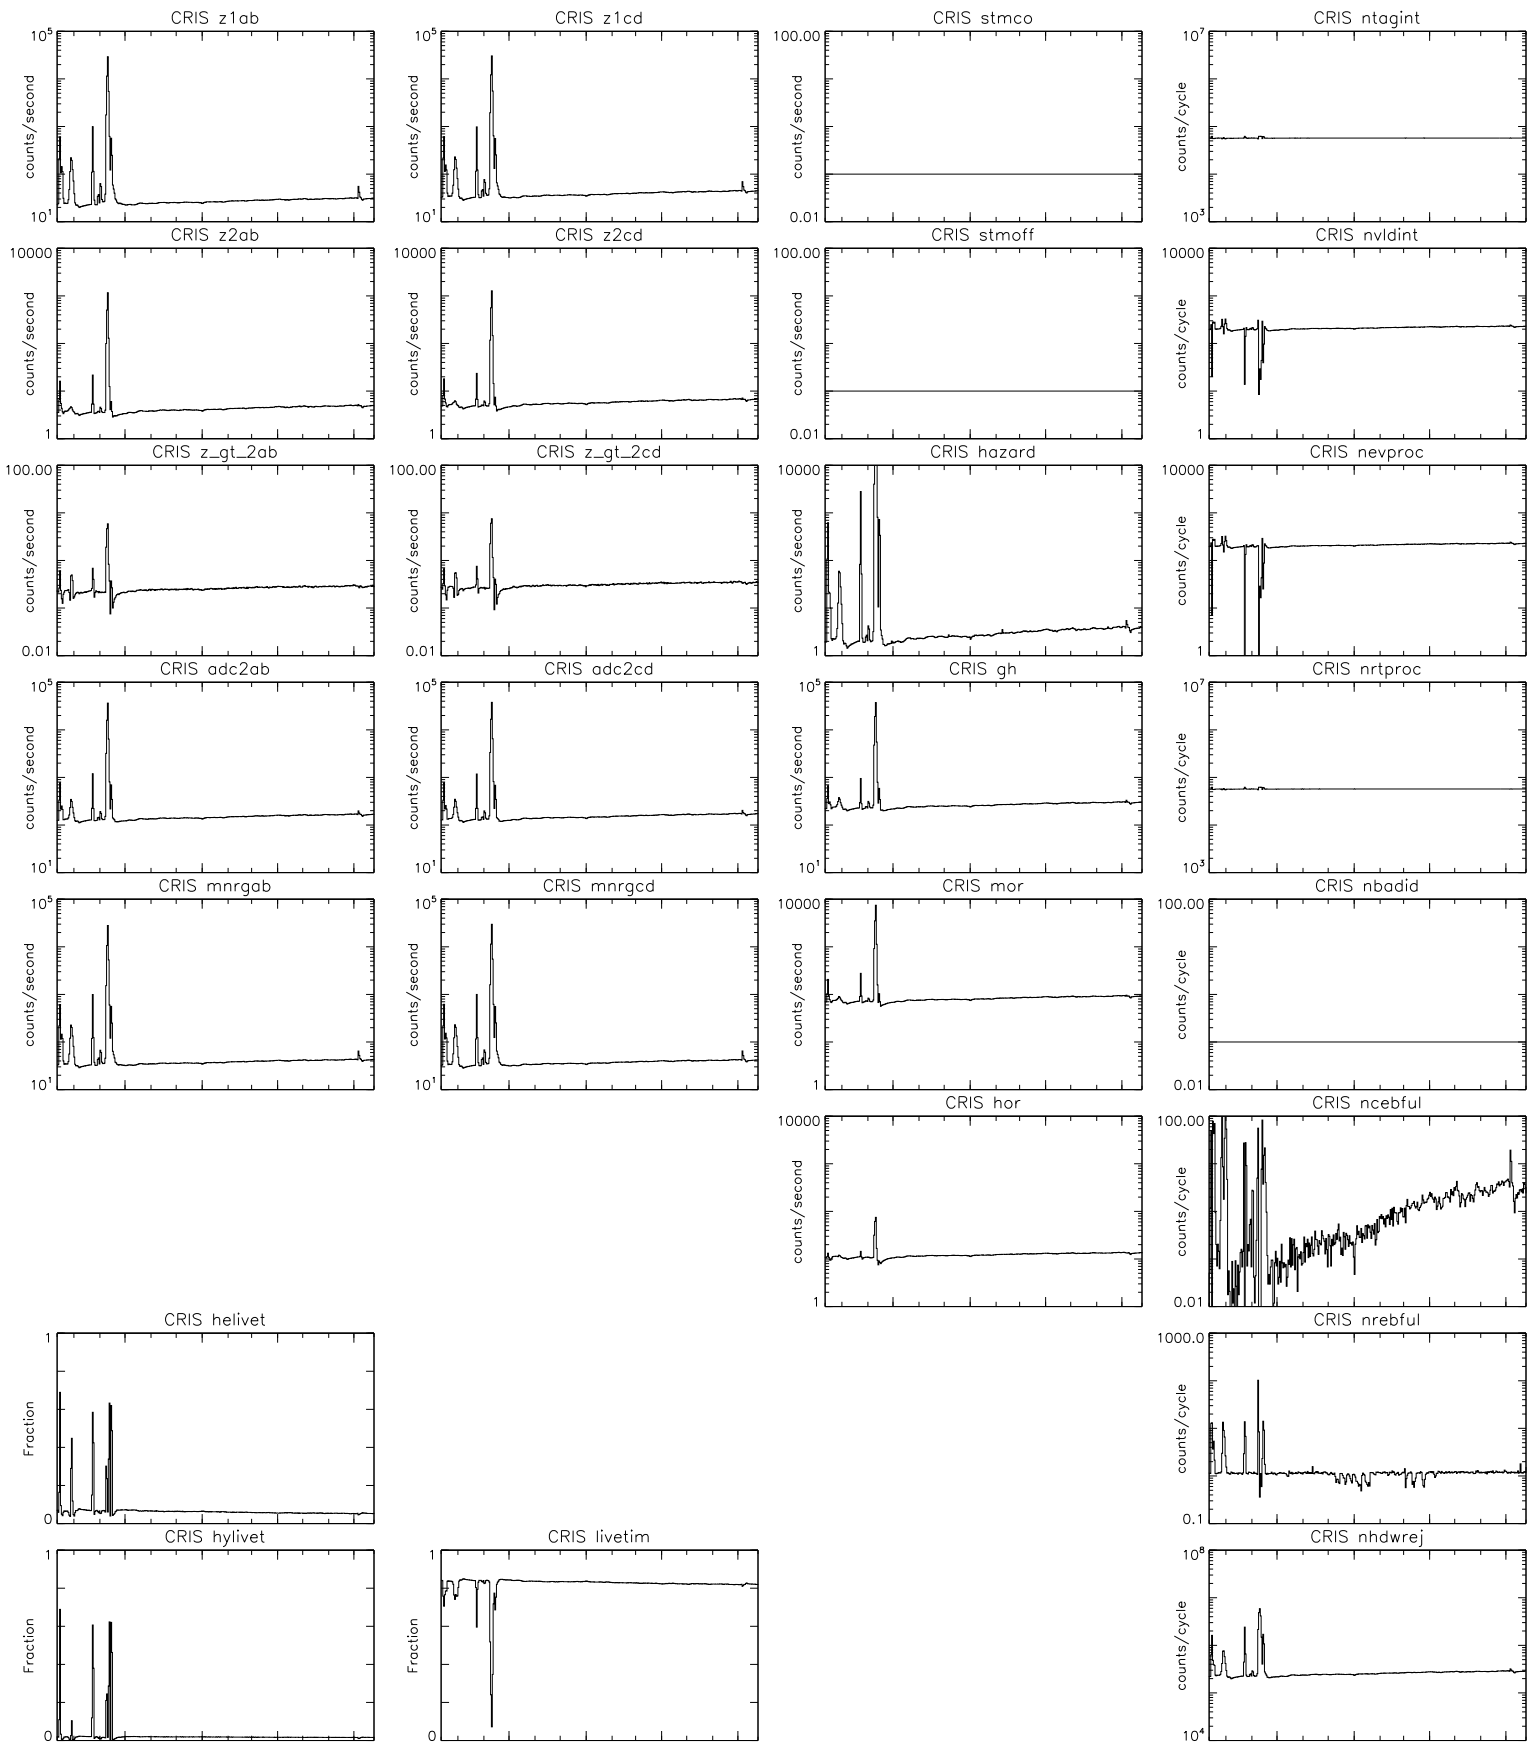 CRIS z1ab
10^5
counts/second
10^1
CRIS z1cd
10^5
counts/second
10^1
CRIS stmco
100.00
counts/second
0.01
CRIS ntagint
10^7
counts/cycle
10^3
CRIS z2ab
10000
counts/second
1
CRIS z2cd
10000
counts/second
1
CRIS stmoff
100.00
counts/second
0.01
CRIS nvldint
10000
counts/cycle
1
CRIS z_gt_2ab
100.00
counts/second
0.01
CRIS z_gt_2cd
100.00
counts/second
0.01
CRIS hazard
10000
counts/second
1
CRIS nevproc
10000
counts/cycle
1
CRIS adc2ab
10^5
counts/second
10^1
CRIS adc2cd
10^5
counts/second
10^1
CRIS gh
10^5
counts/second
10^1
CRIS nrtproc
10^7
counts/cycle
10^3
CRIS mnrgab
10^5
counts/second
10^1
CRIS mnrgcd
10^5
counts/second
10^1
CRIS mor
10000
counts/second
1
CRIS nbadid
100.00
counts/cycle
0.01
CRIS hor
10000
counts/second
1
CRIS ncebful
100.00
counts/cycle
0.01
CRIS helivet
1
Fraction
0
CRIS nrebful
1000.0
counts/cycle
0.1
CRIS hylivet
1
Fraction
0
CRIS livetim
1
Fraction
0
CRIS nhdwrej
10^8
counts/cycle
10^4